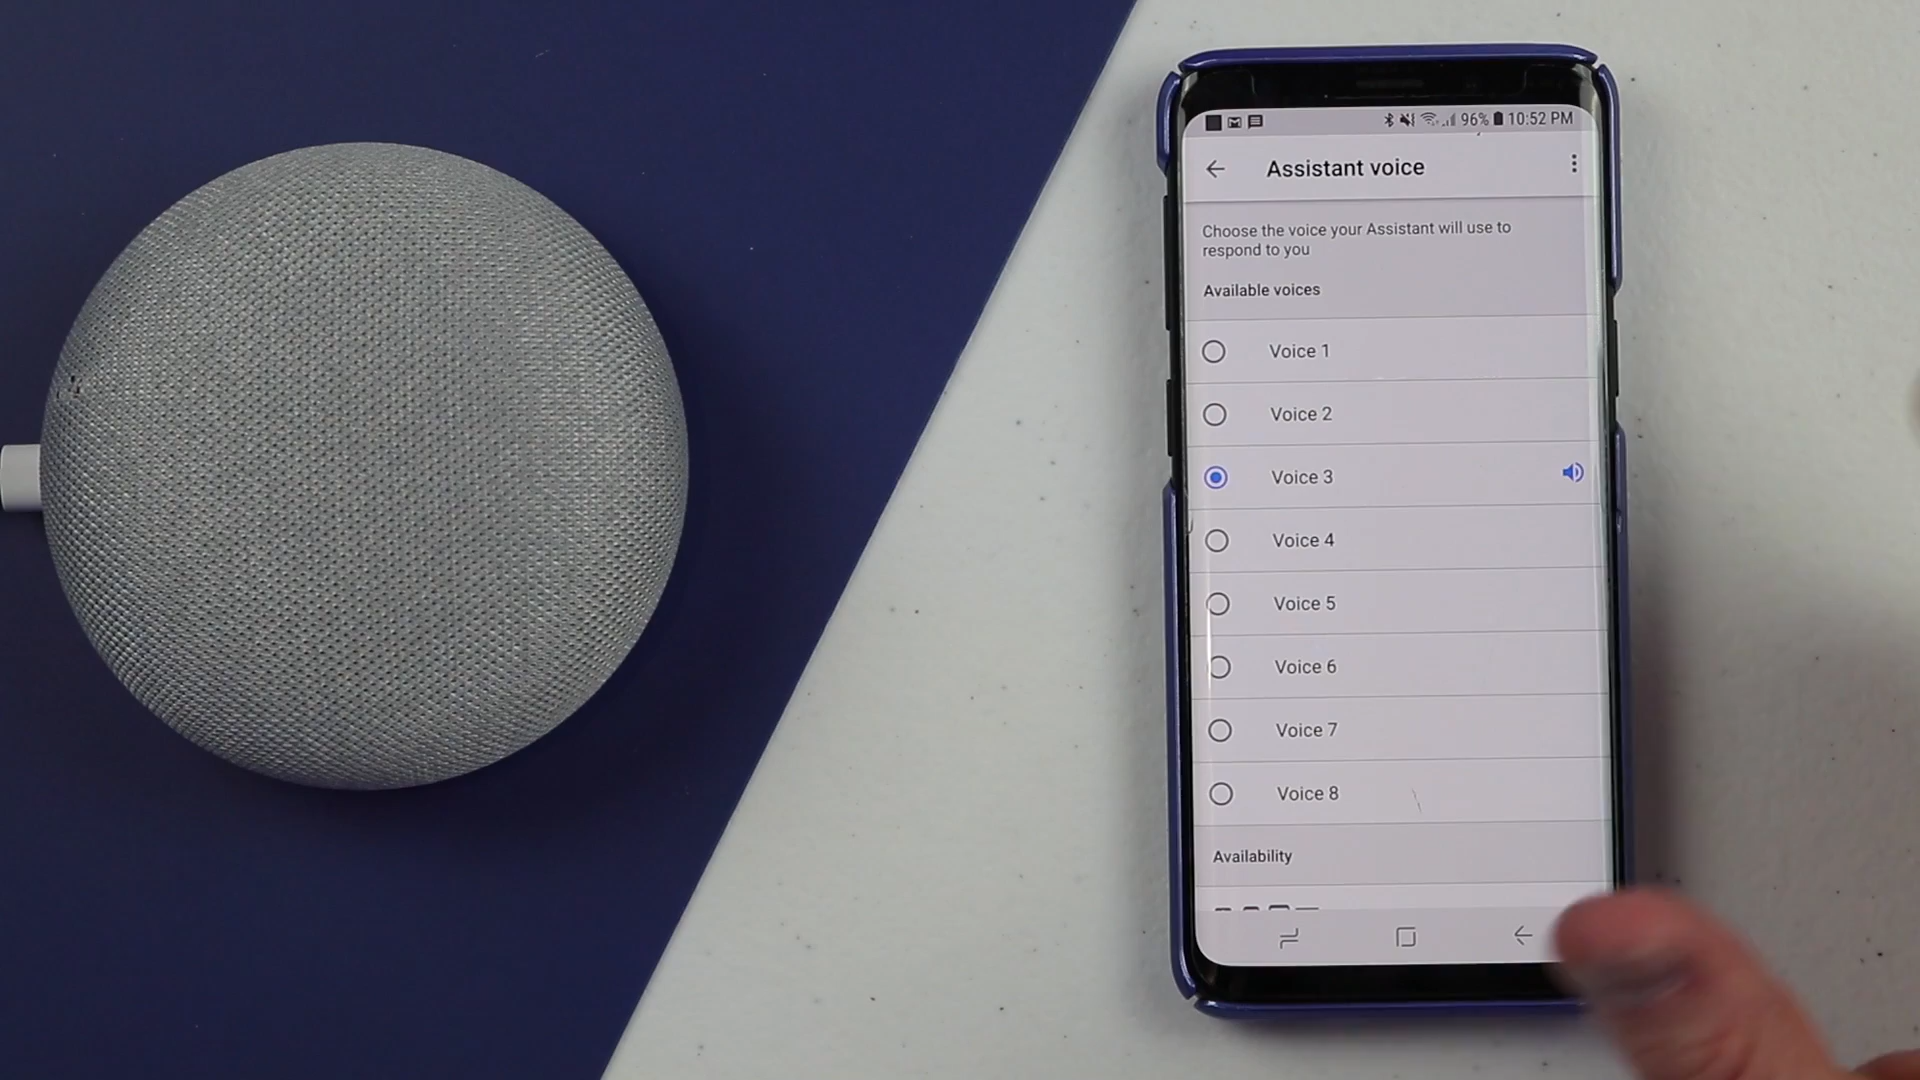 96% 10:52 PM
Assistant voice
Choose the voice your Assistant will use to
respond to you
Available voices
Voice 1
Voice 2
Voice 3
Voice 4
Voice 5
Voice 6
Voice 7
Voice 8
Availability